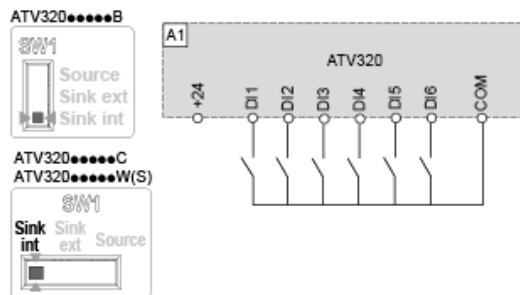 ATV320●●●●●B
SW1
Source
Sink ext
Sink int
ATV320●●●●●C
ATV320●●●●●W(S)
SW1
Sink int
Sink ext
Source
A1
ATV320
+24
DI1
DI2
DI3
DI4
DI5
DI6
COM